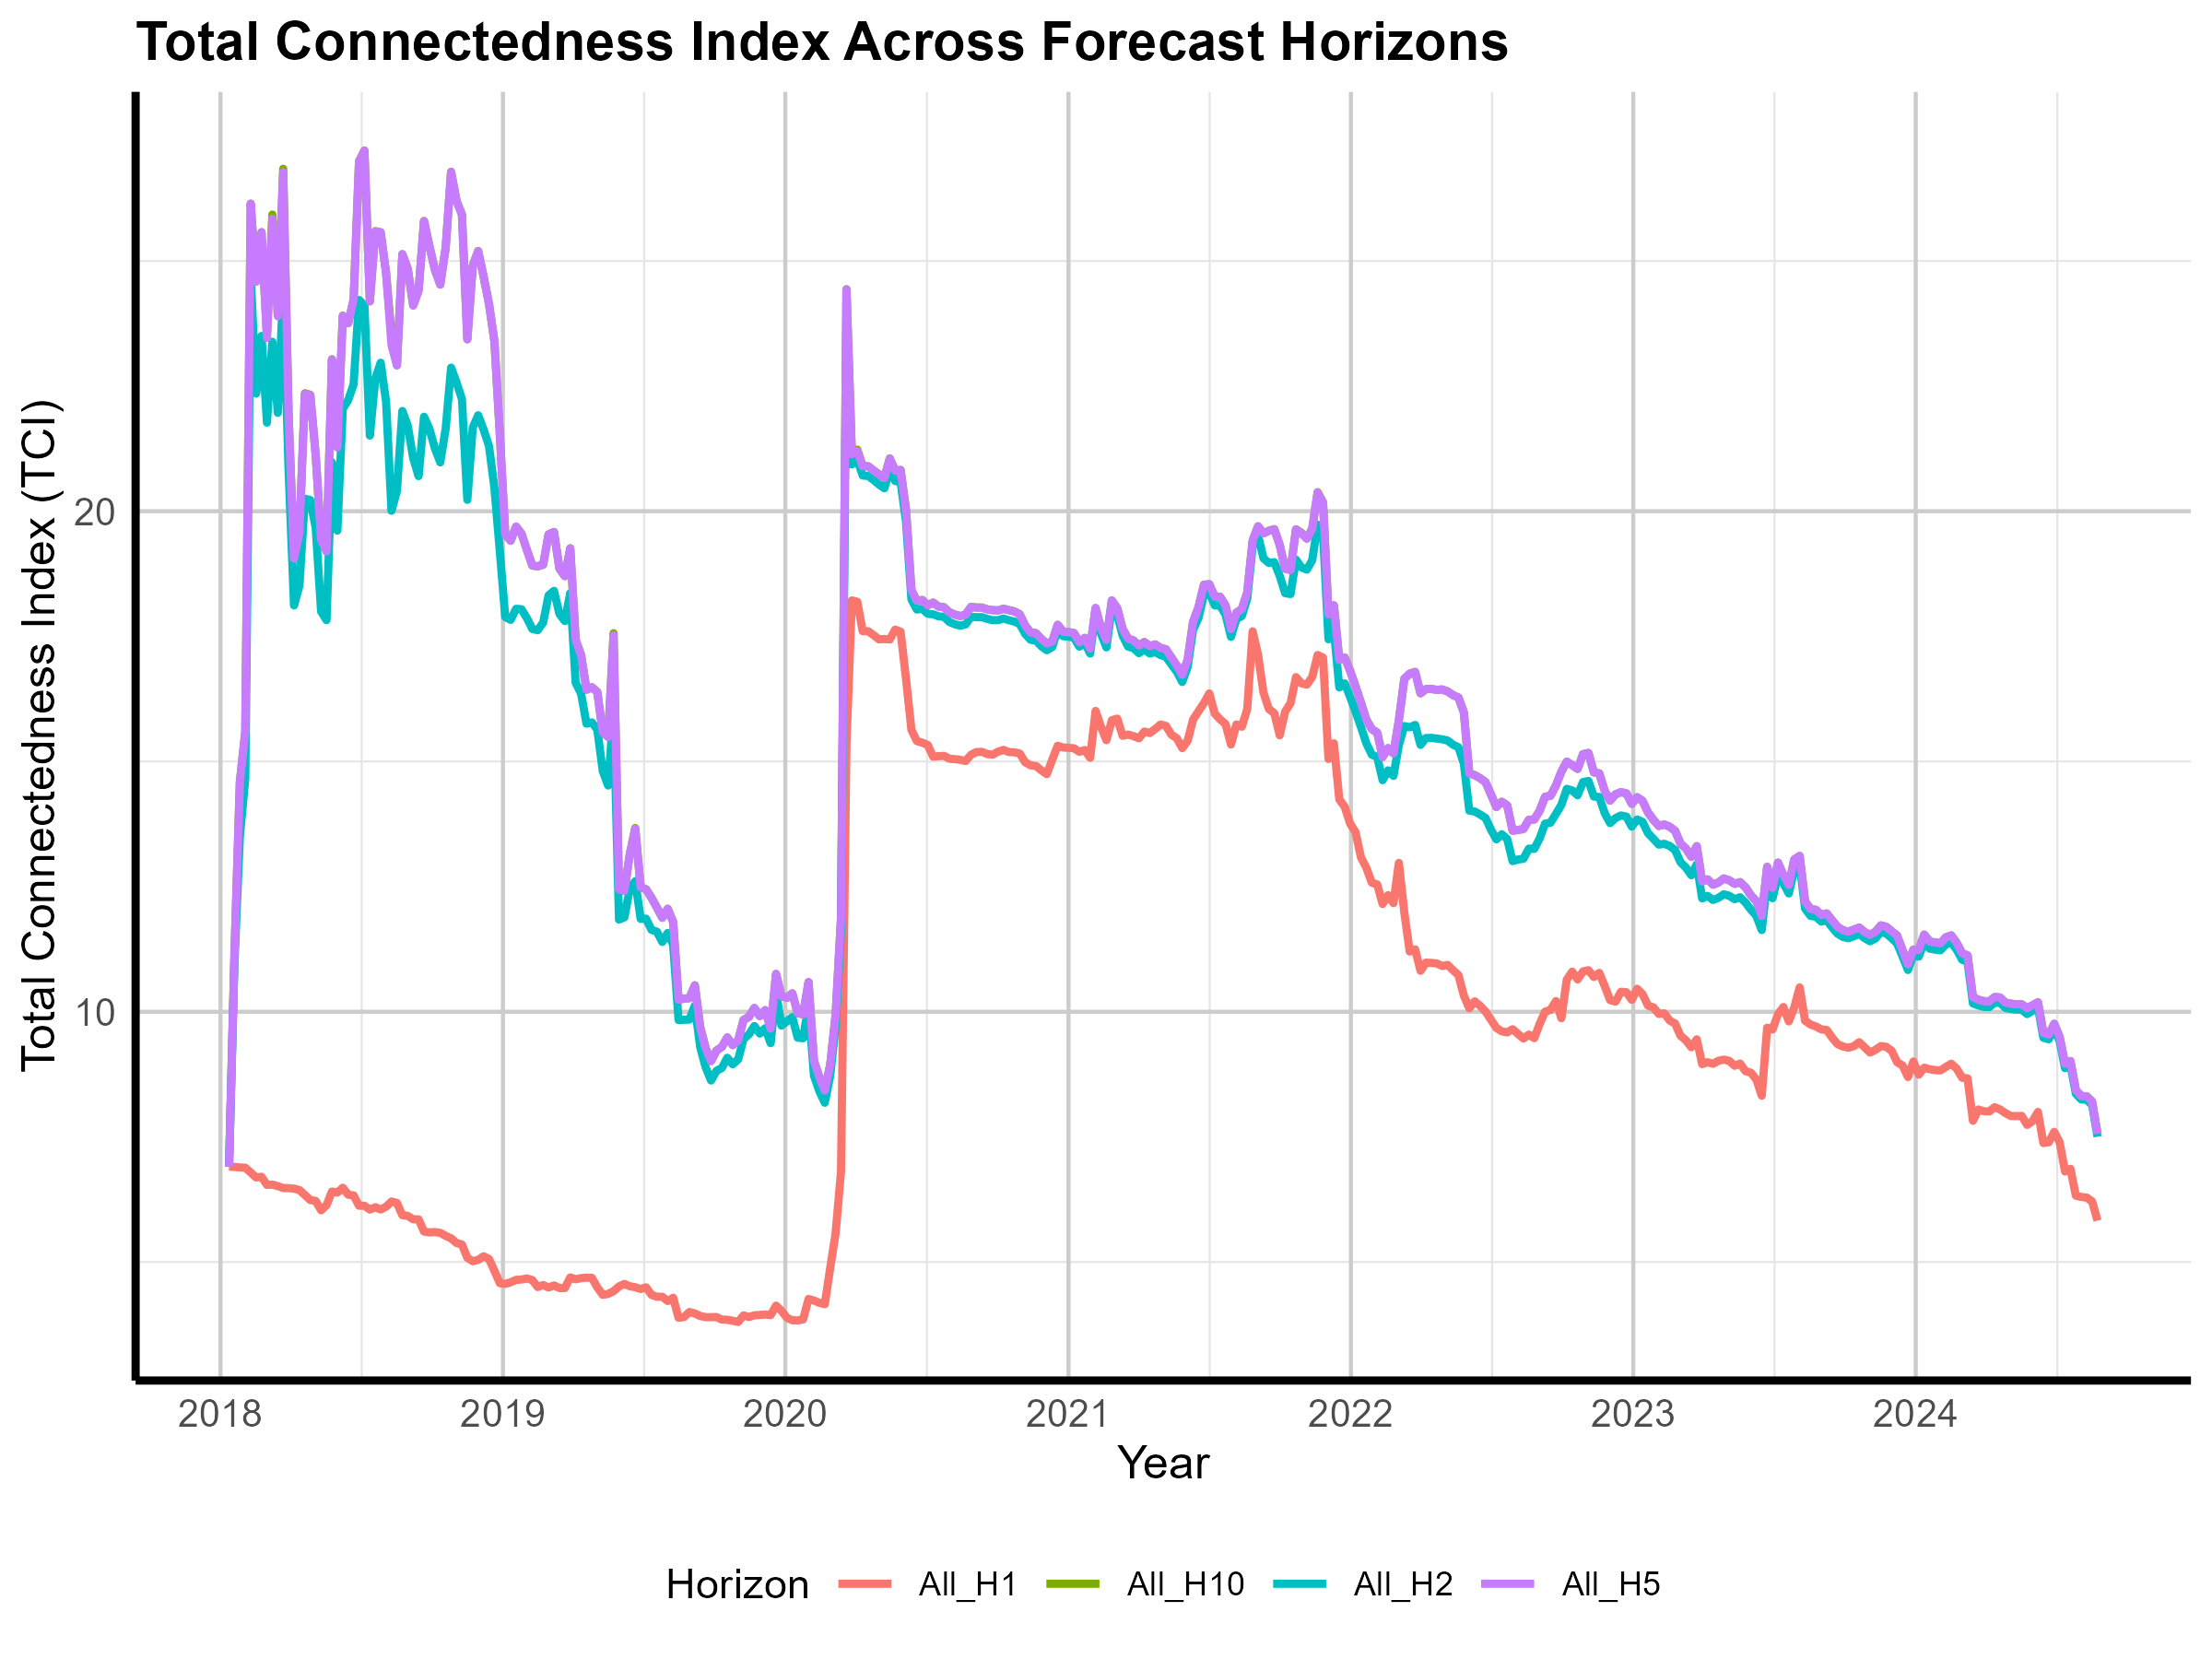 Total Connectedness Index Across Forecast Horizons
Total Connectedness Index (TCI)
20
10
2018 2019 2020 2021 2022 2023 2024
Year
Horizon All_H1 All_H10 All_H2 All_H5